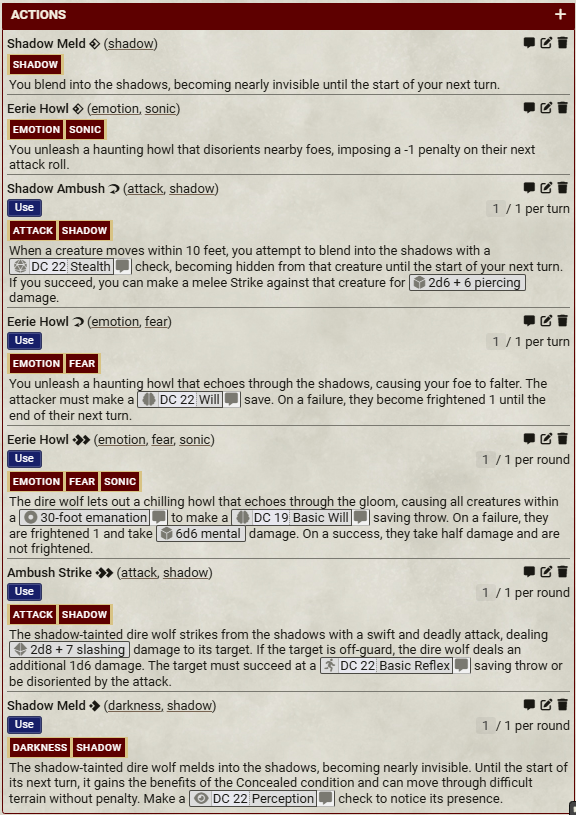 ACTIONS +
Shadow Meld (shadow)
SHADOW
You blend into the shadows, becoming nearly invisible until the start of your next turn.
Eerie Howl (emotion, sonic)
EMOTION SONIC
You unleash a haunting howl that disorients nearby foes, imposing a -1 penalty on their next
attack roll.
Shadow Ambush (attack, shadow)
Use 1 / 1 per turn
ATTACK SHADOW
When a creature moves within 10 feet, you attempt to blend into the shadows with a
DC 22 Stealth check, becoming hidden from that creature until the start of your next turn.
If you succeed, you can make a melee Strike against that creature for 2d6 + 6 piercing
damage.
Eerie Howl (emotion, fear)
Use 1 / 1 per turn
EMOTION FEAR
You unleash a haunting howl that echoes through the shadows, causing your foe to falter. The
attacker must make a DC 22 Will save. On a failure, they become frightened 1 until the
end of their next turn.
Eerie Howl (emotion, fear, sonic)
Use 1 / 1 per round
EMOTION FEAR SONIC
The dire wolf lets out a chilling howl that echoes through the gloom, causing all creatures within
a 30-foot emanation to make a DC 19 Basic Will saving throw. On a failure, they
are frightened 1 and take 6d6 mental damage. On a success, they take half damage and are
not frightened.
Ambush Strike (attack, shadow)
Use 1 / 1 per round
ATTACK SHADOW
The shadow-tainted dire wolf strikes from the shadows with a swift and deadly attack, dealing
2d8 + 7 slashing damage to its target. If the target is off-guard, the dire wolf deals an
additional 1d6 damage. The target must succeed at a DC 22 Basic Reflex saving throw or
be disoriented by the attack.
Shadow Meld (darkness, shadow)
Use 1 / 1 per round
DARKNESS SHADOW
The shadow-tainted dire wolf melds into the shadows, becoming nearly invisible. Until the start of
its next turn, it gains the benefits of the Concealed condition and can move through difficult
terrain without penalty. Make a DC 22 Perception check to notice its presence.